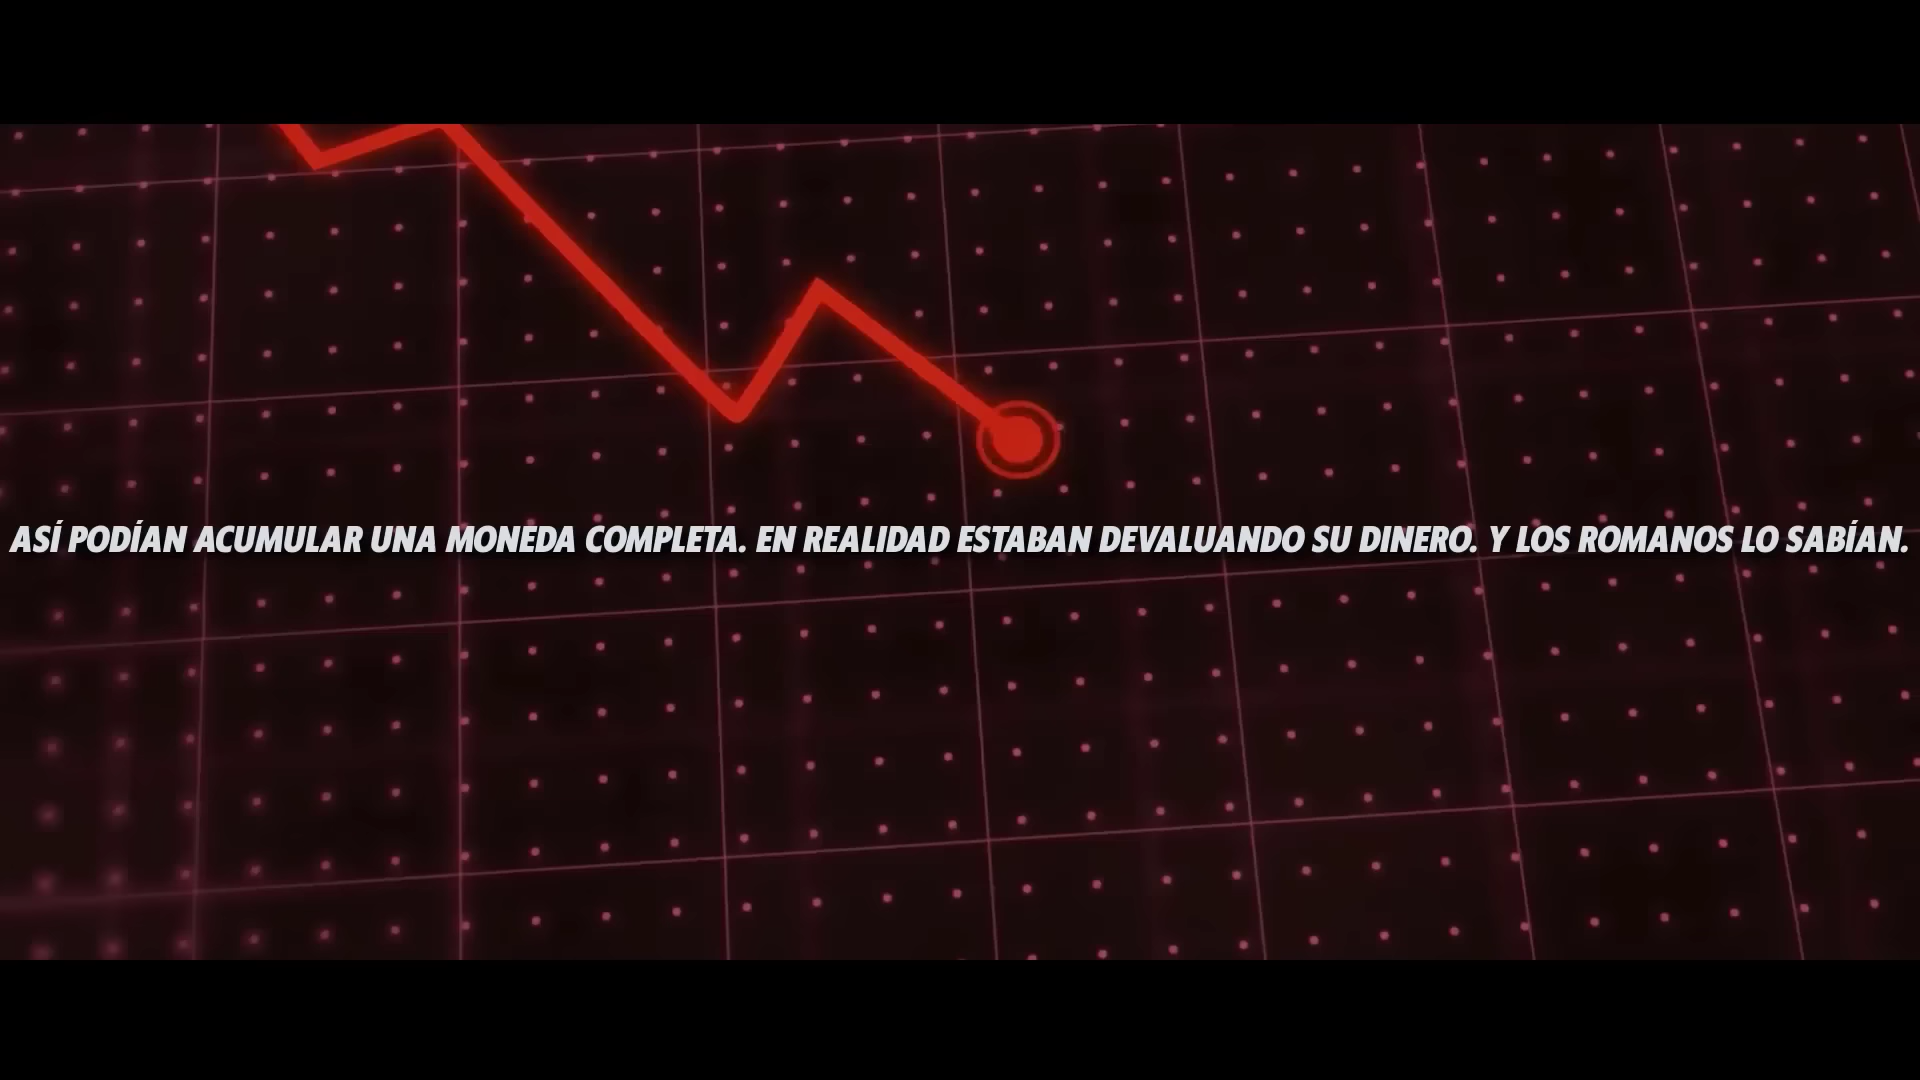 ASÍ PODÍAN ACUMULAR UNA MONEDA COMPLETA. EN REALIDAD ESTABAN DEVALUANDO SU DINERO. Y LOS ROMANOS LO SABÍAN.